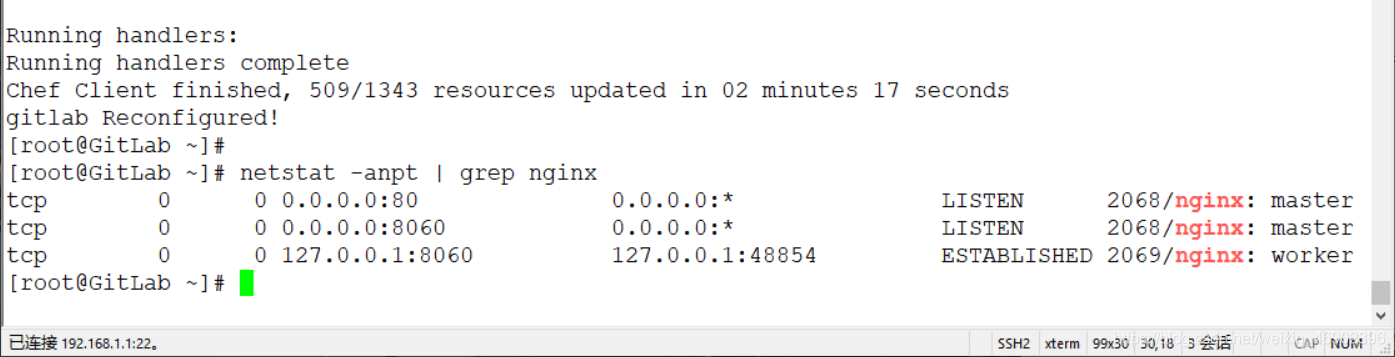 Running handlers:
Running handlers complete
Chef Client finished, 509/1343 resources updated in 02 minutes 17 seconds
gitlab Reconfigured!
[root@GitLab ~]#
[root@GitLab ~]# netstat -anpt | grep nginx
tcp 0 0 0.0.0.0:80 0.0.0.0:* LISTEN 2068/nginx: master
tcp 0 0 0.0.0.0:8060 0.0.0.0:* LISTEN 2068/nginx: master
tcp 0 0 127.0.0.1:8060 127.0.0.1:48854 ESTABLISHED 2069/nginx: worker
[root@GitLab ~]#
已连接 192.168.1.1:22。 SSH2 xterm 99x30 30,18 3 会话 CAP NUM